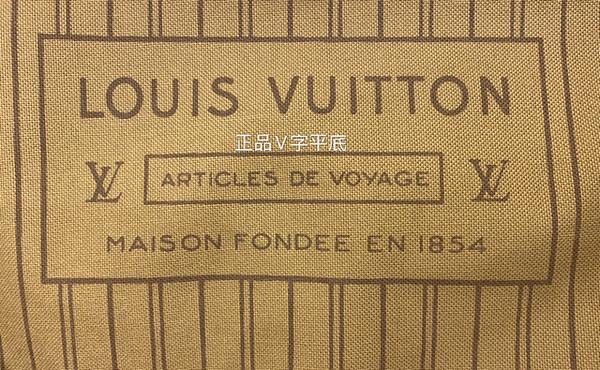 LOUIS VUITTON
正品V字平底
LV ARTICLES DE VOYAGE LV
MAISON FONDEE EN 1854